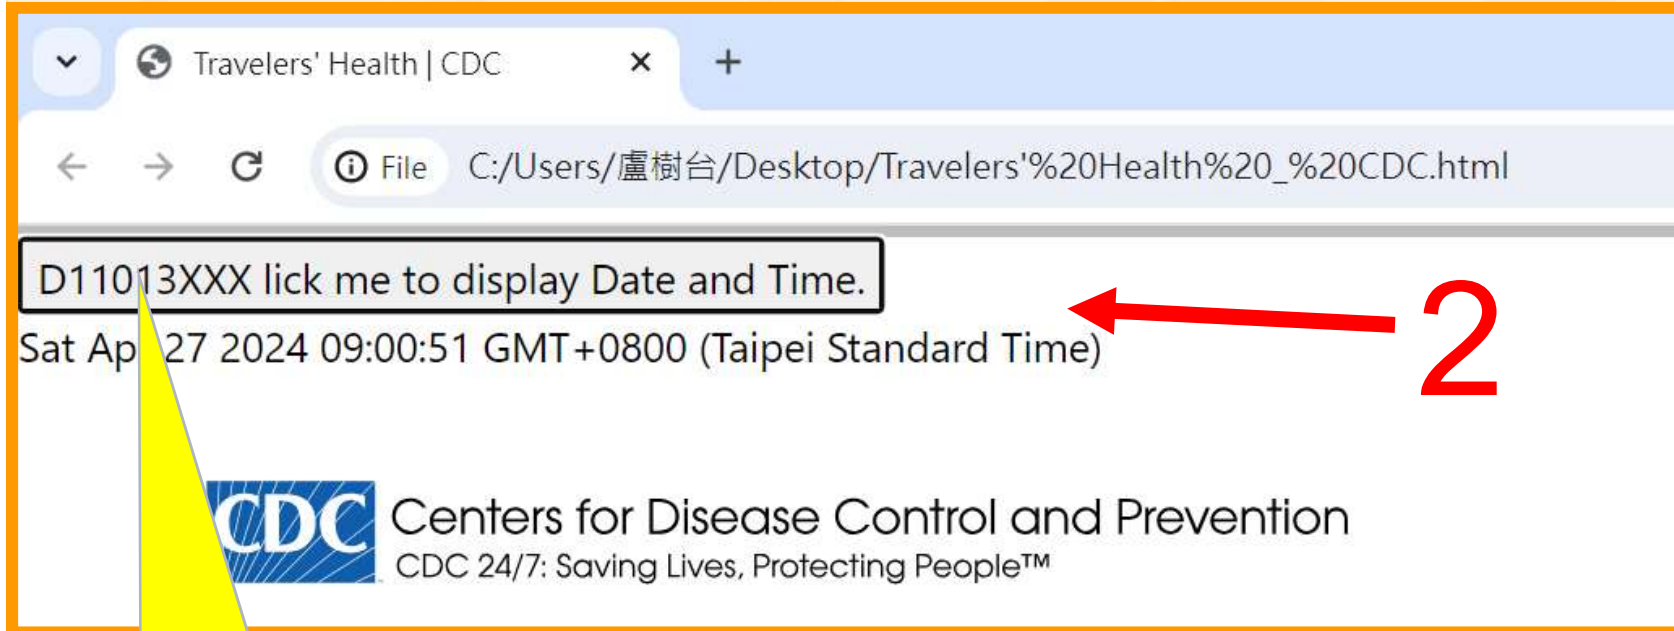 Travelers' Health | CDC
File C:/Users/盧樹台/Desktop/Travelers'%20Health%20_%20CDC.html
D11013XXX lick me to display Date and Time.
2
Sat Ap 27 2024 09:00:51 GMT+0800 (Taipei Standard Time)
CDC Centers for Disease Control and Prevention
CDC 24/7: Saving Lives, Protecting People™